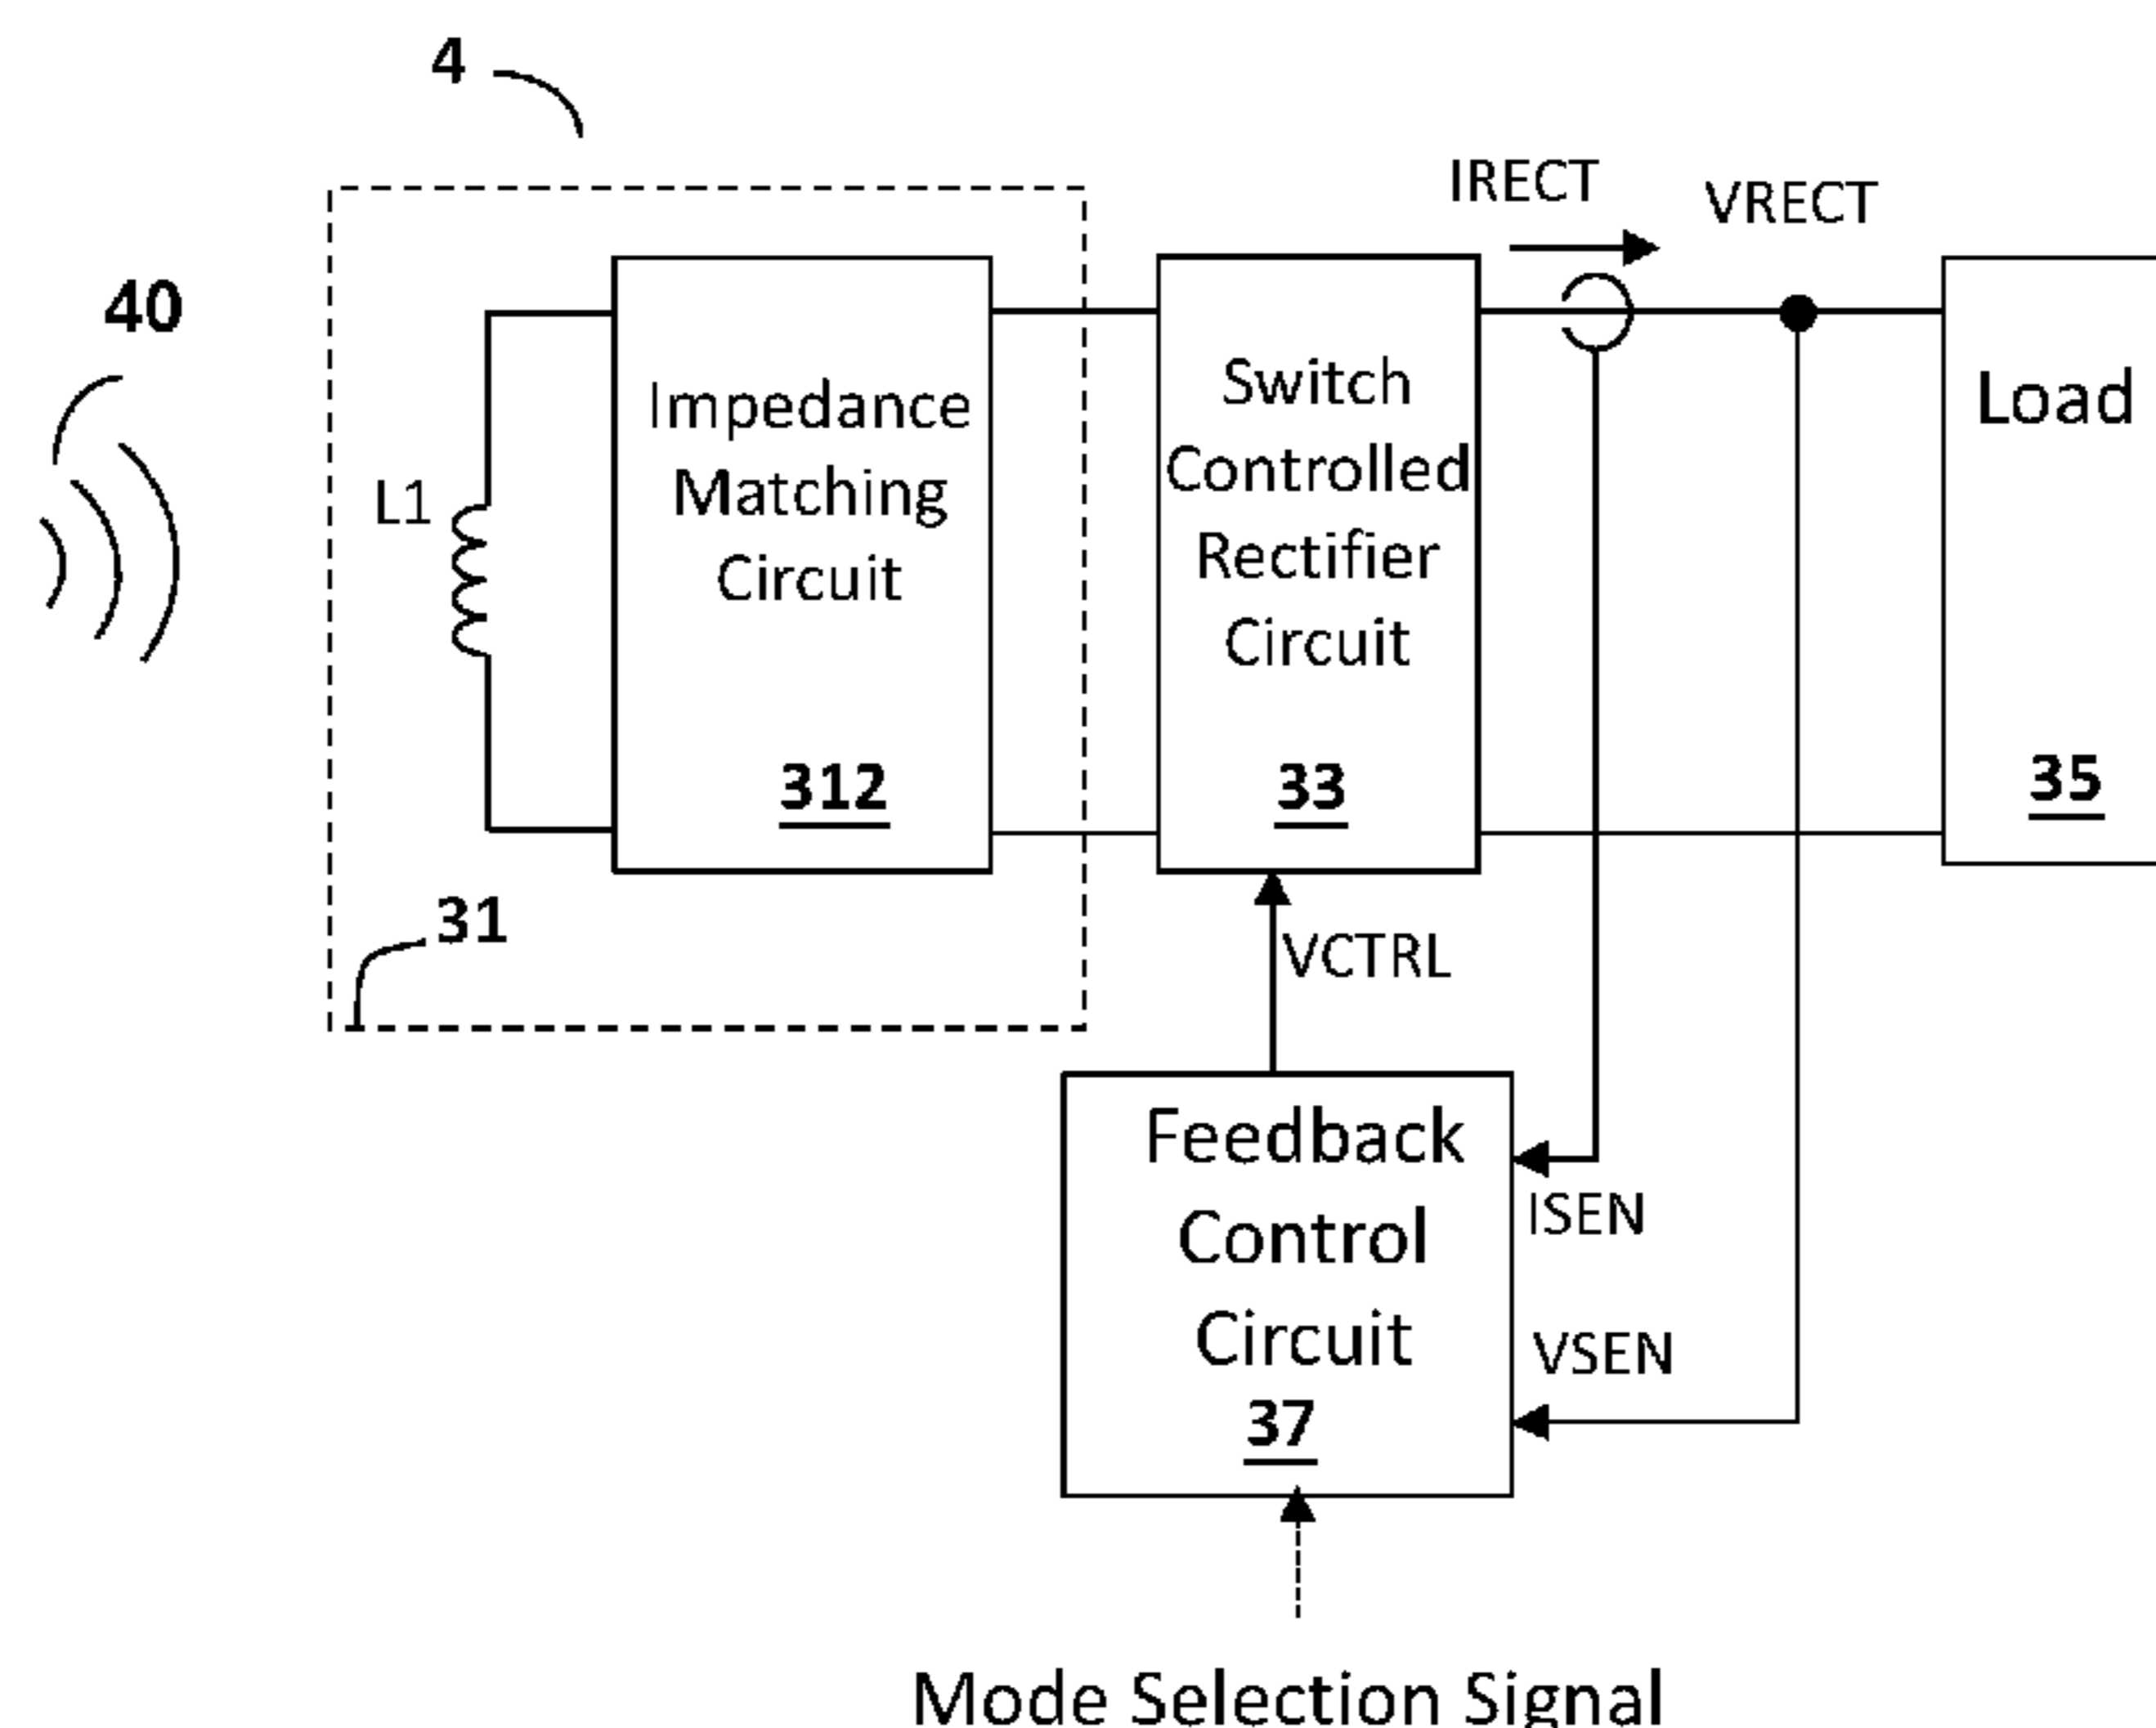 4
IRECT
VRECT
40
L1
Impedance
Matching
Circuit
312
Switch
Controlled
Rectifier
Circuit
33
Load
35
31
VCTRL
Feedback
Control
Circuit
37
ISEN
VSEN
Mode Selection Signal